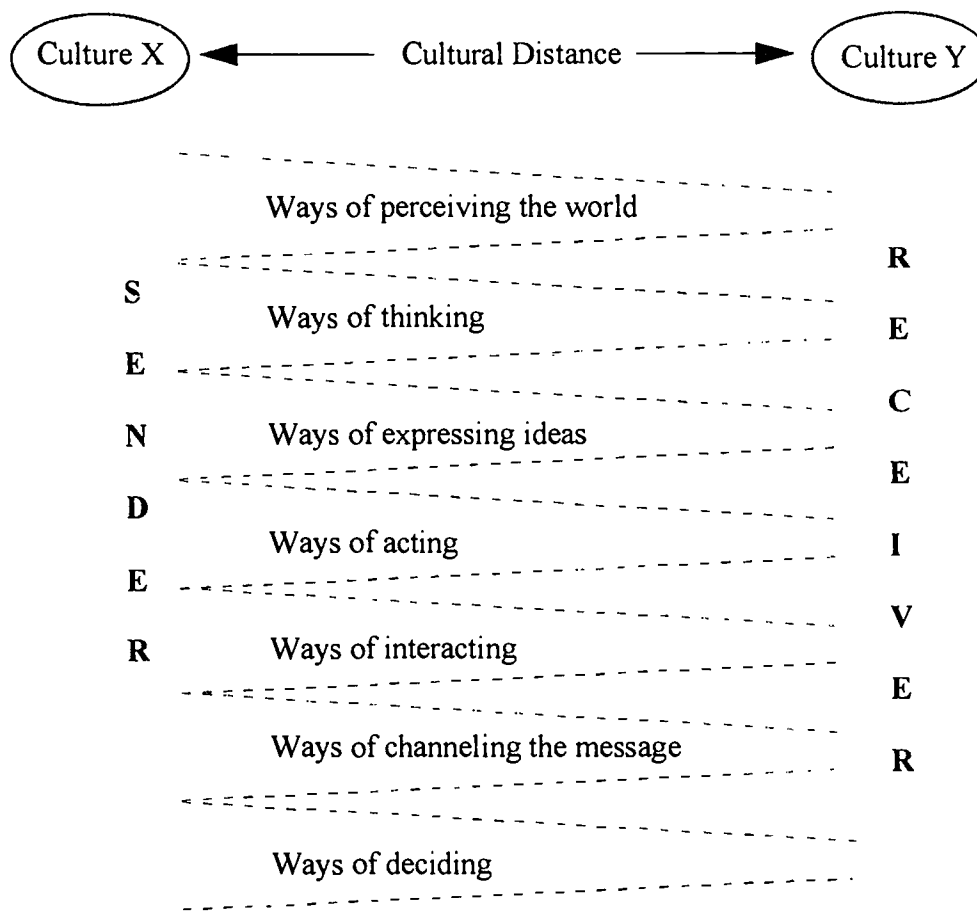 Culture X Cultural Distance Culture Y
Ways of perceiving the world
Ways of thinking
Ways of expressing ideas
Ways of acting
Ways of interacting
Ways of channeling the message
Ways of deciding
S
E
N
D
E
R
R
E
C
E
I
V
E
R